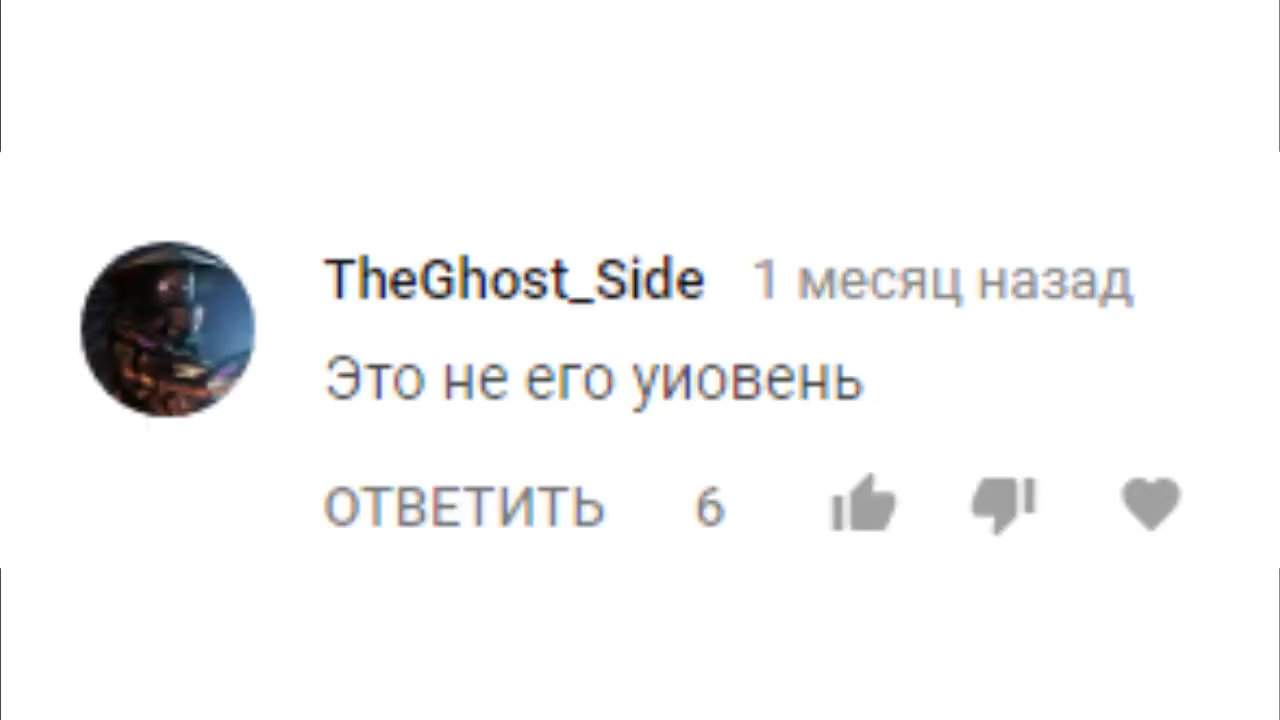 TheGhost_Side 1 месяц назад
Это не его уиовень
ОТВЕТИТЬ 6